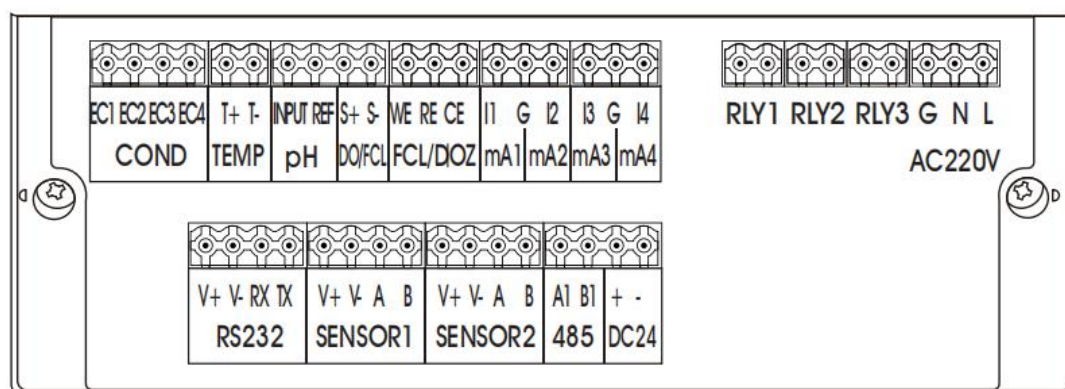 EC1 EC2 EC3 EC4 T+ T- INPUT REF S+ S- WE RE CE I1 G I2 I3 G I4
COND TEMP pH DO/FCL FCL/DIOZ mA1 mA2 mA3 mA4
RLY1 RLY2 RLY3 G N L
AC220V
V+ V- RX TX V+ V- A B V+ V- A B A1 B1 + -
RS232 SENSOR1 SENSOR2 485 DC24